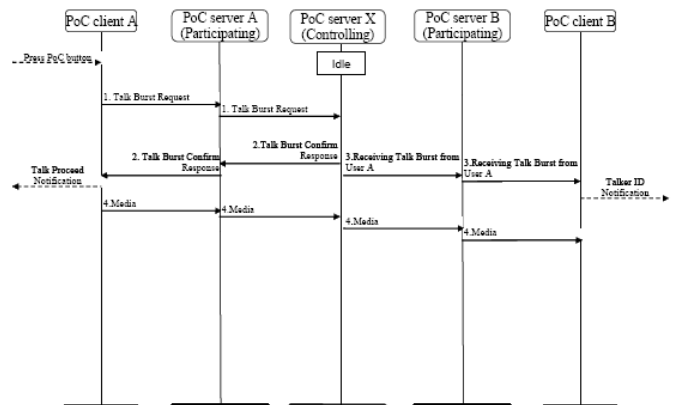 PoC client A
PoC server A
(Participating)
PoC server X
(Controlling)
PoC server B
(Participating)
PoC client B
Press PoC button
Idle
1. Talk Burst Request
1. Talk Burst Request
2. Talk Burst Confirm
Response
2.Talk Burst Confirm
Response
3.Receiving Talk Burst from
User A
3.Receiving Talk Burst from
User A
Talk Proceed
Notification
Talker ID
Notification
4.Media
4.Media
4.Media
4.Media